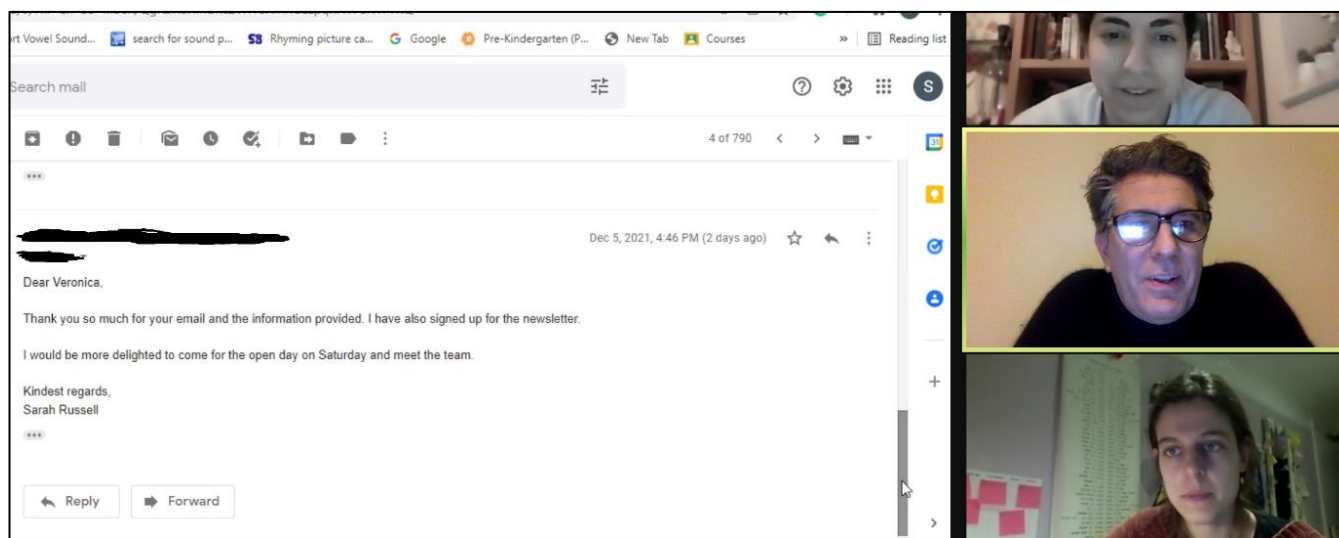 rt Vowel Sound...
search for sound p...
S8 Rhyming picture ca...
Google
Pre-Kindergarten (P...
New Tab
Courses
»
Reading list
Search mail
S
4 of 790
31
Dec 5, 2021, 4:46 PM (2 days ago)
Dear Veronica,
Thank you so much for your email and the information provided. I have also signed up for the newsletter.
I would be more delighted to come for the open day on Saturday and meet the team.
Kindest regards,
Sarah Russell
Reply
Forward